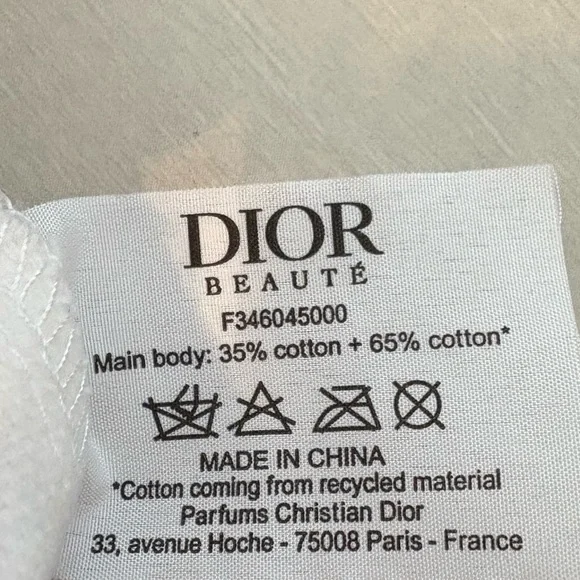 DIOR
BEAUTÉ
F346045000
Main body: 35% cotton + 65% cotton*
MADE IN CHINA
*Cotton coming from recycled material
Parfums Christian Dior
33, avenue Hoche - 75008 Paris - France